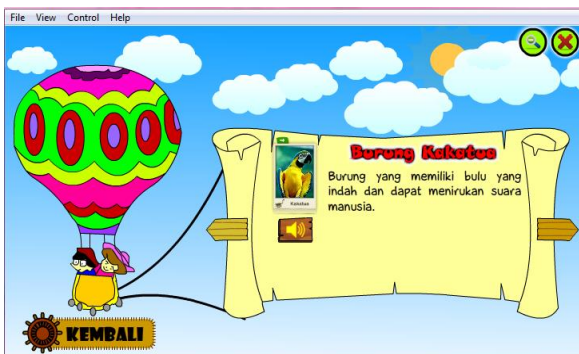 File View Control Help
Burung Kakatua
Kakatua
Burung yang memiliki bulu yang
indah dan dapat menirukan suara
manusia.
KEMBALI